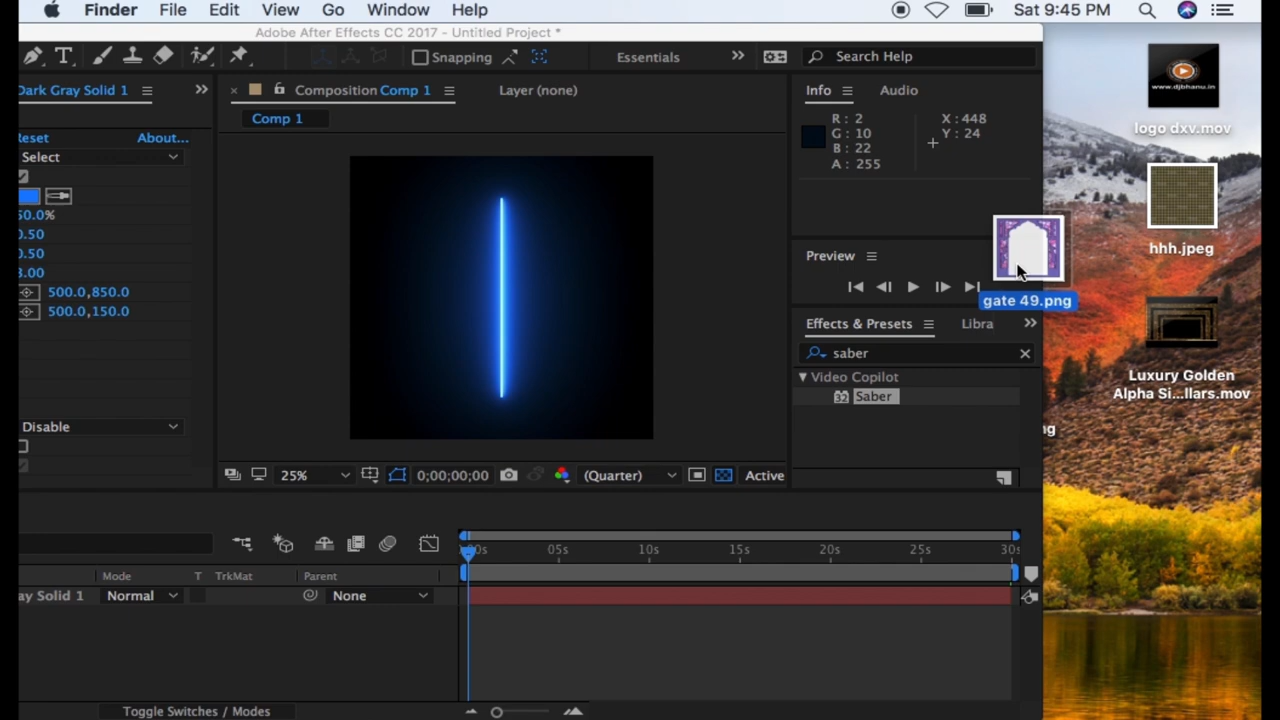 Finder File Edit View Go Window Help Sat 9:45 PM
Adobe After Effects CC 2017 - Untitled Project *
T Snapping Essentials Search Help
Dark Gray Solid 1
Composition Comp 1
Layer (none)
Info
Audio
Comp 1
Reset
About...
Select
50.0%
0.50
0.50
3.00
500.0,850.0
500.0,150.0
Disable
R : 2
G : 10
B : 22
A : 255
X : 448
Y : 24
Preview
Effects & Presets
Libra
saber
Video Copilot
32 Saber
25%
0;00;00;00
(Quarter)
Active
Mode
T
TrkMat
Parent
ay Solid 1
Normal
None
05s
10s
15s
20s
25s
30s
Toggle Switches / Modes
www.djbhanu.in
logo dxv.mov
hhh.jpeg
gate 49.png
Luxury Golden
Alpha Si...llars.mov
ng